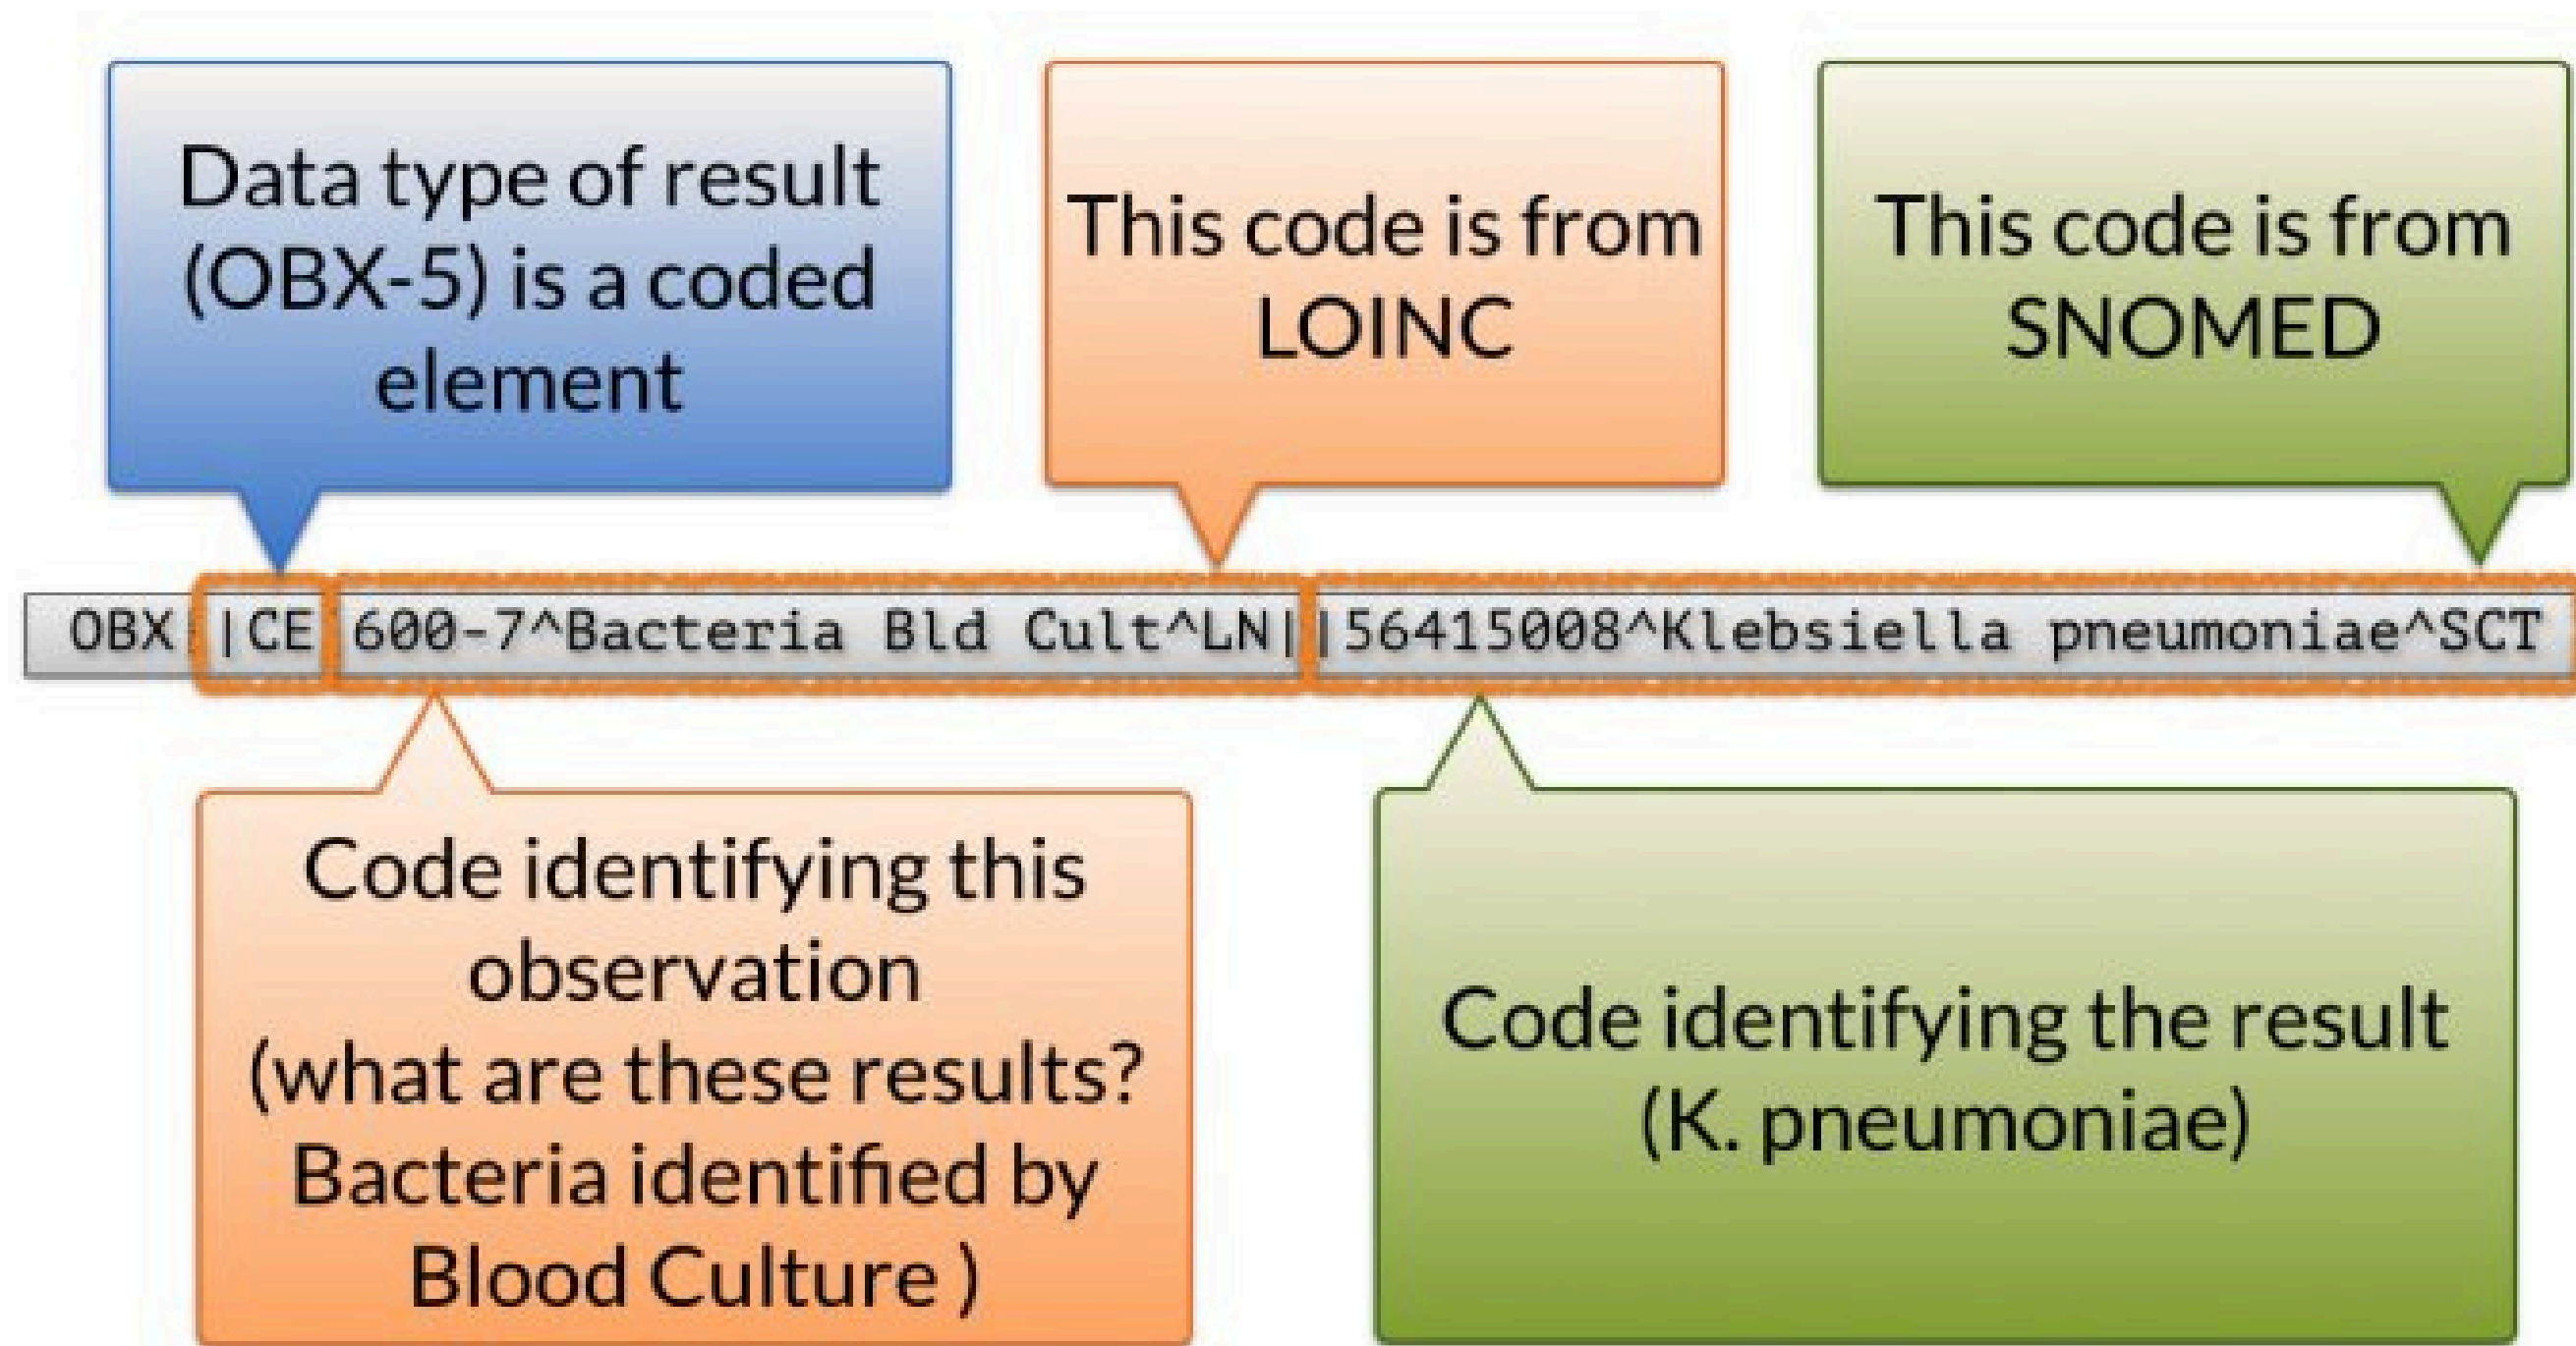 Data type of result
(OBX-5) is a coded
element
This code is from
LOINC
This code is from
SNOMED
OBX |CE 600-7^Bacteria Bld Cult^LN| |56415008^Klebsiella pneumoniae^SCT
Code identifying this
observation
(what are these results?
Bacteria identified by
Blood Culture )
Code identifying the result
(K. pneumoniae)